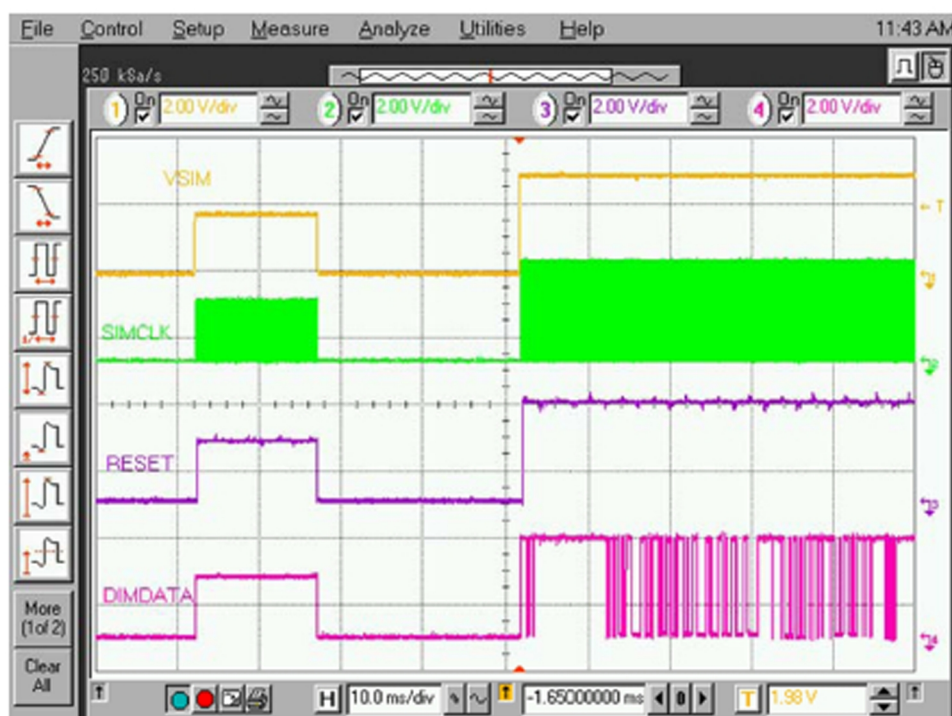 File Control Setup Measure Analyze Utilities Help 11:43 AM
250 kSa/s
1 On 2.00 V/div 2 On 2.00 V/div 3 On 2.00 V/div 4 On 2.00 V/div
VSIM
T
SIMCLK
RESET
DIMDATA
More
(1of 2)
Clear
All
H 10.0 ms/div -1.65000000 ms 0 T 1.98 V